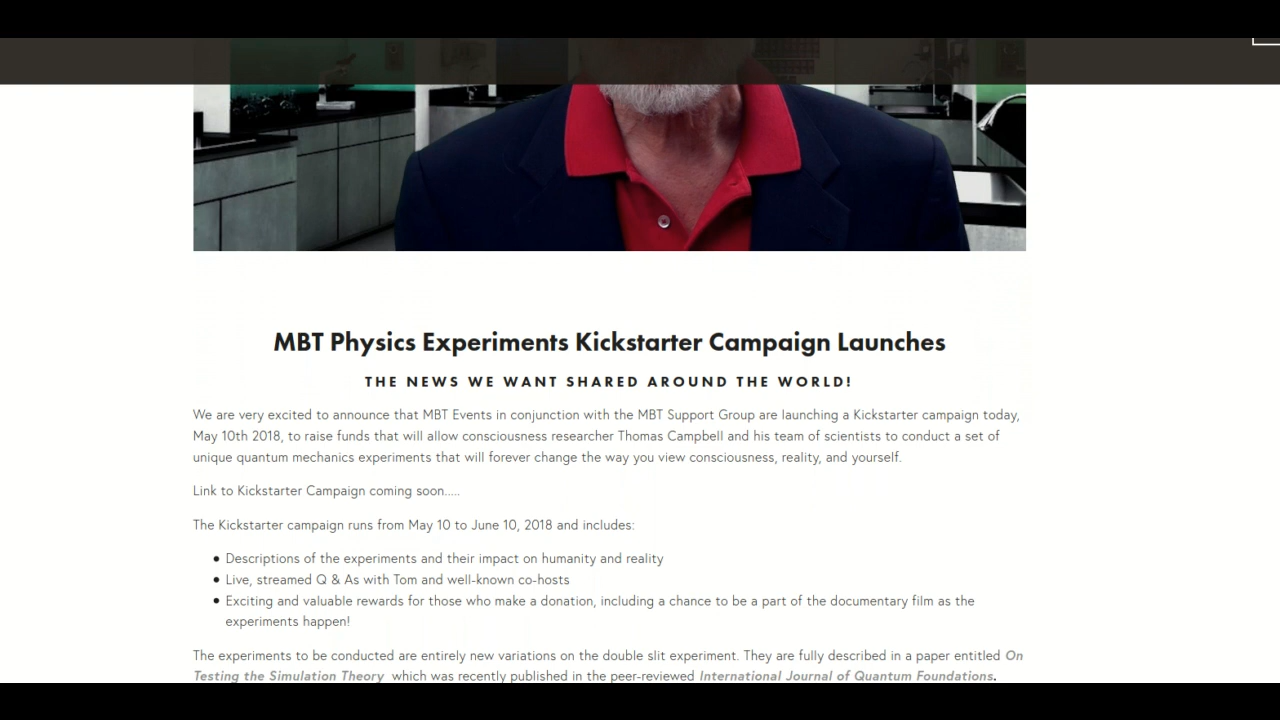 MBT Physics Experiments Kickstarter Campaign Launches
THE NEWS WE WANT SHARED AROUND THE WORLD!
We are very excited to announce that MBT Events in conjunction with the MBT Support Group are launching a Kickstarter campaign today,
May 10th 2018, to raise funds that will allow consciousness researcher Thomas Campbell and his team of scientists to conduct a set of
unique quantum mechanics experiments that will forever change the way you view consciousness, reality, and yourself.
Link to Kickstarter Campaign coming soon.....
The Kickstarter campaign runs from May 10 to June 10, 2018 and includes:
• Descriptions of the experiments and their impact on humanity and reality
• Live, streamed Q & As with Tom and well-known co-hosts
• Exciting and valuable rewards for those who make a donation, including a chance to be a part of the documentary film as the
experiments happen!
The experiments to be conducted are entirely new variations on the double slit experiment. They are fully described in a paper entitled On
Testing the Simulation Theory which was recently published in the peer-reviewed International Journal of Quantum Foundations.